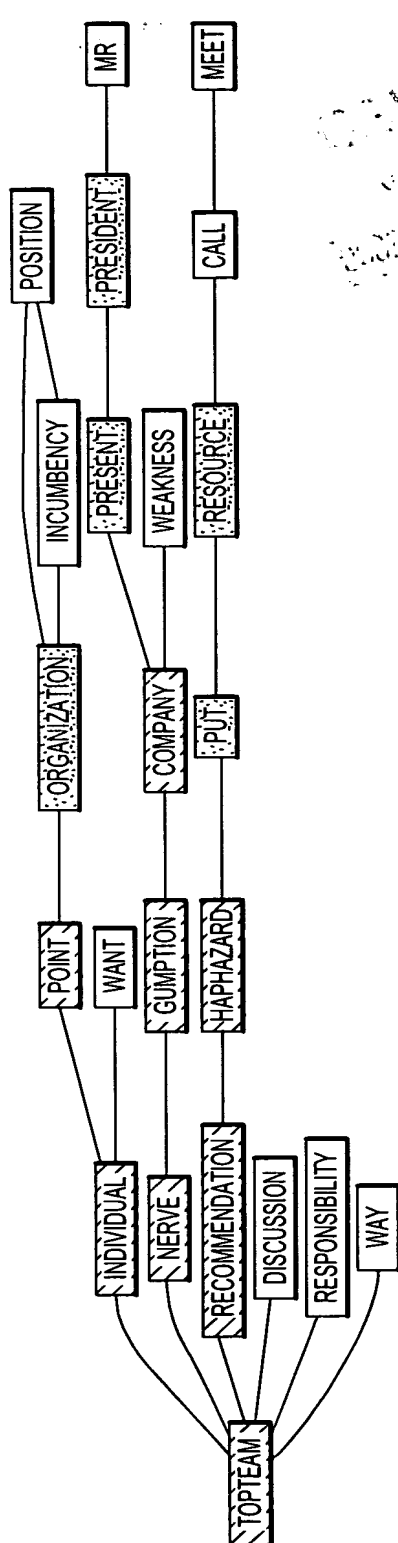 TOPTEAM
INDIVIDUAL
NERVE
RECOMMENDATION
DISCUSSION
RESPONSIBILITY
WAY
POINT
WANT
GUMPTION
HAPHAZARD
ORGANIZATION
COMPANY
PUT
INCUMBENCY
PRESENT
WEAKNESS
RESOURCE
POSITION
PRESIDENT
CALL
MR
MEET